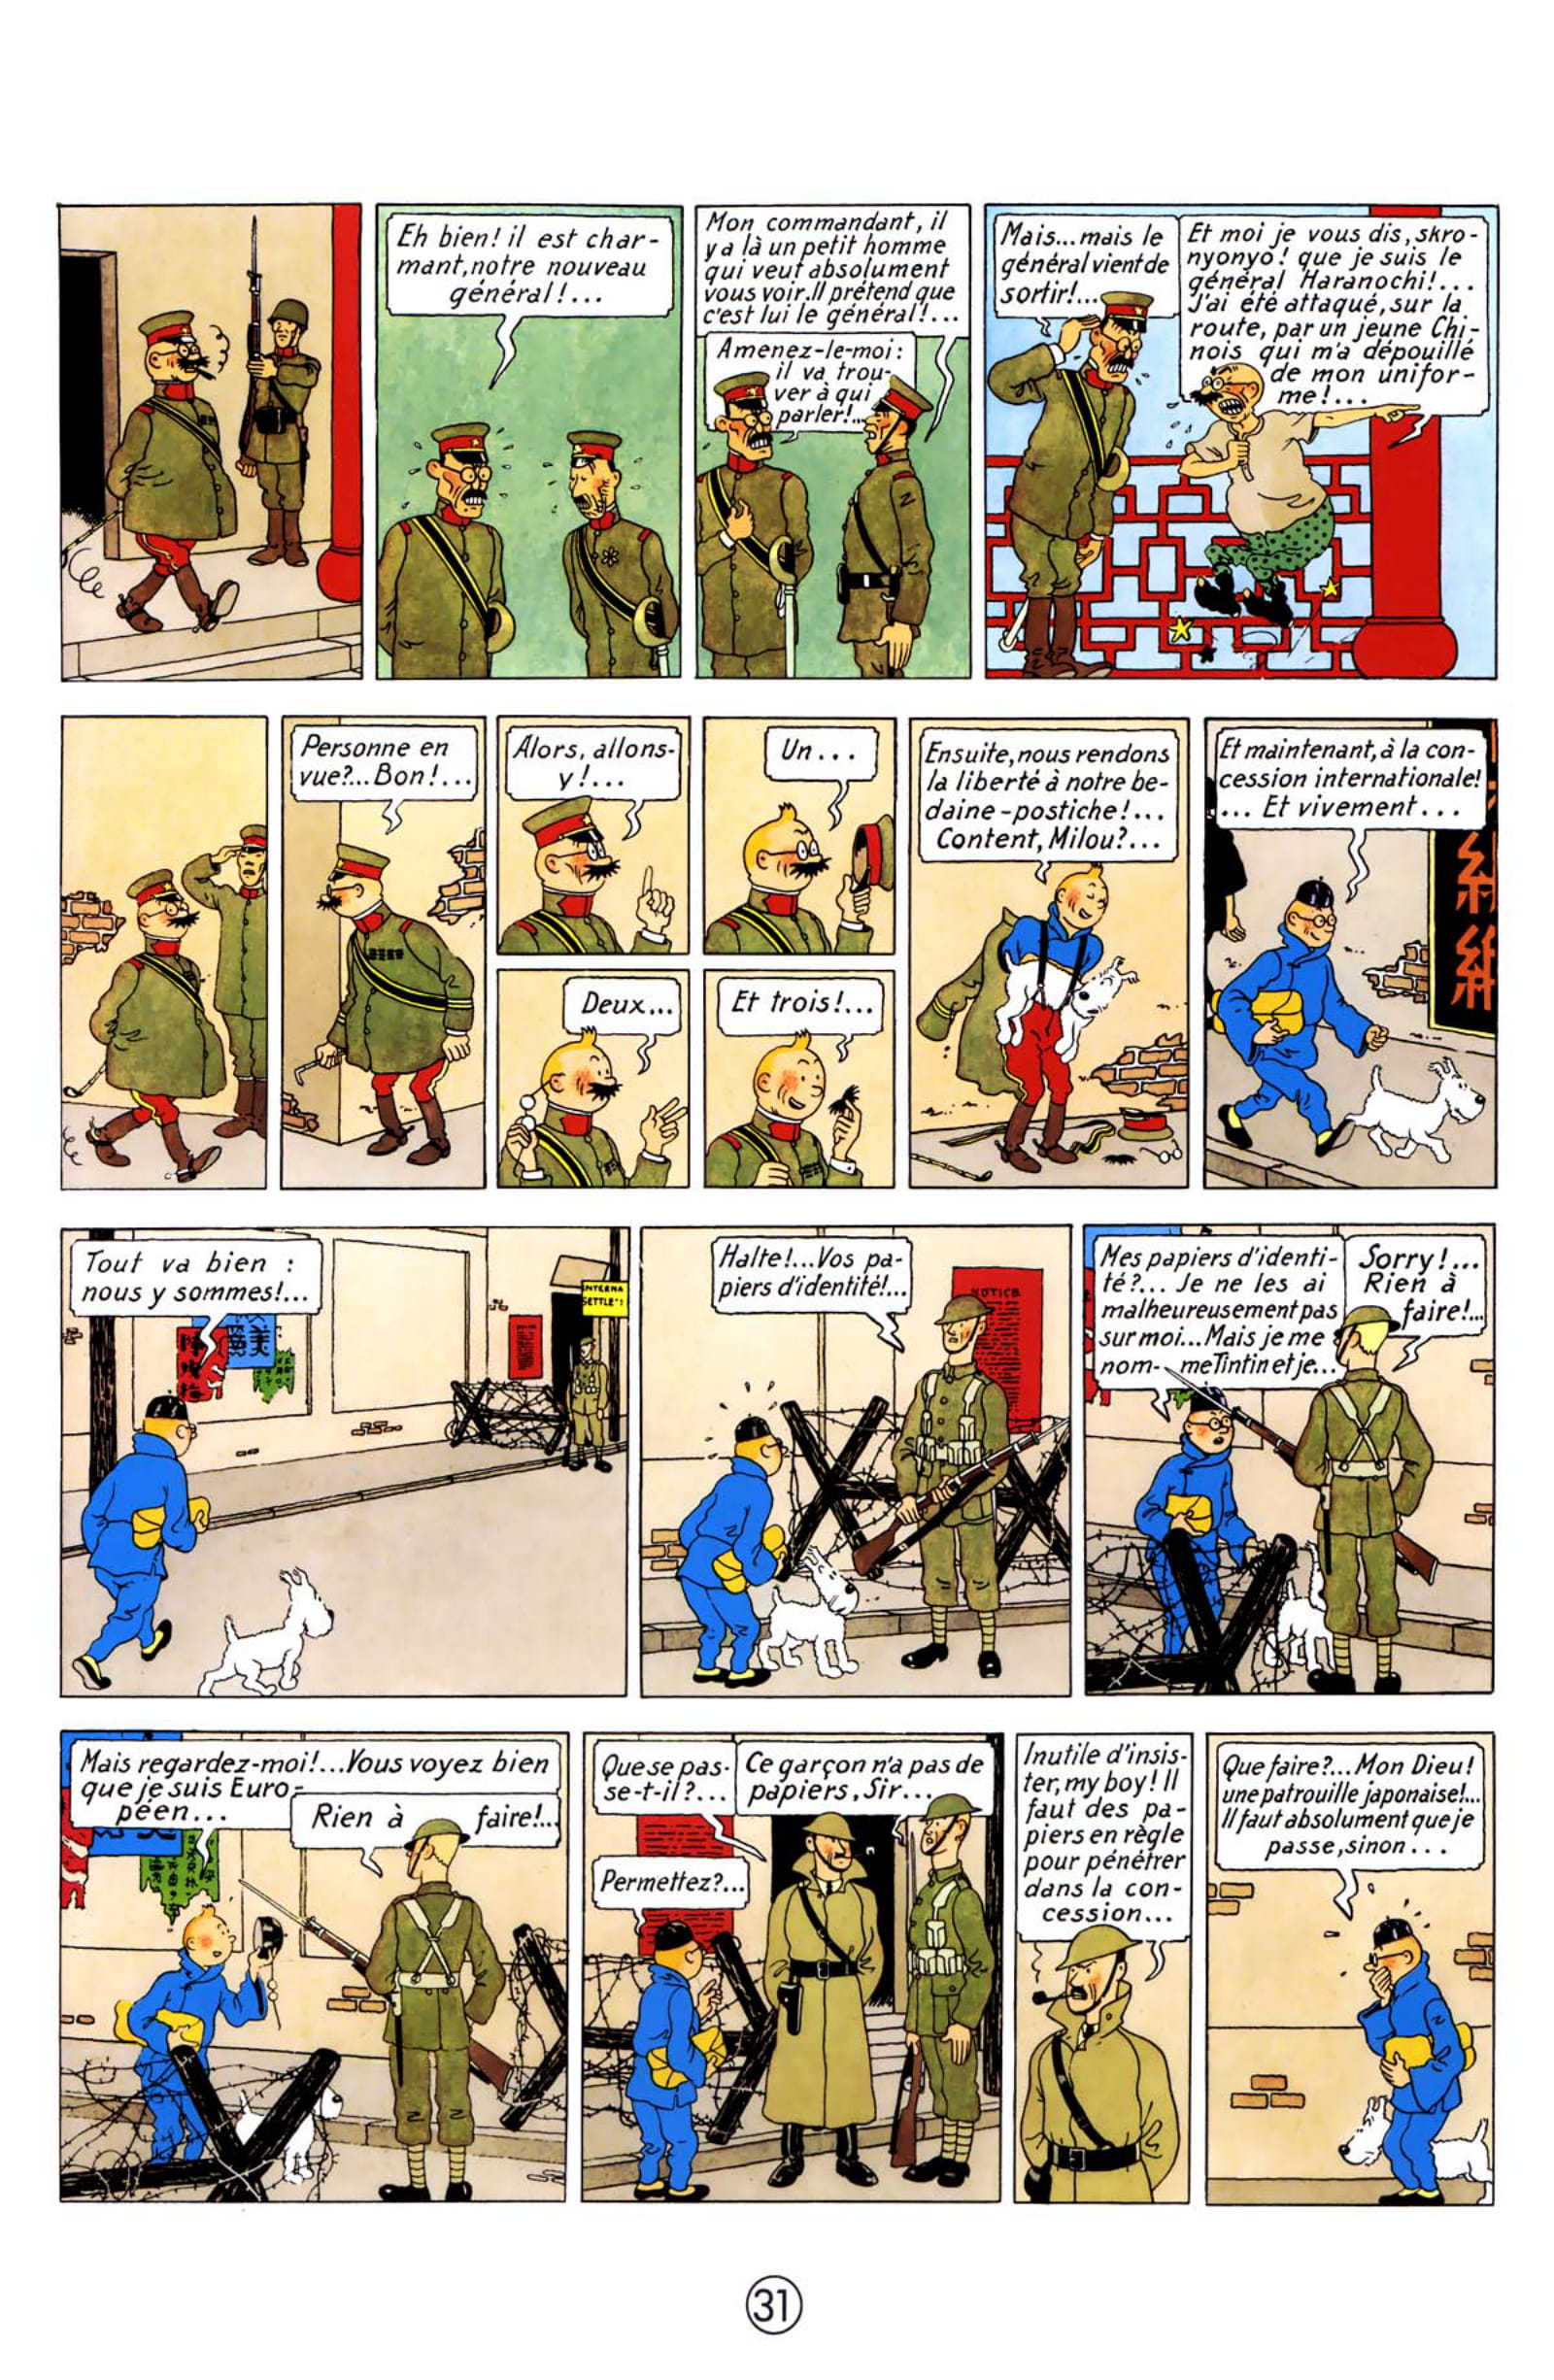 Eh bien! il est char-
mant, notre nouveau
général!...
Mon commandant, il
y a là un petit homme
qui veut absolument
vous voir. Il prétend que
c'est lui le général!...
Amenez-le-moi:
il va trou-
ver à qui
parler!...
Mais...mais le
général vient de
sortir!...
Et moi je vous dis, skro-
nyonyo! que je suis le
général Haranochi!...
J'ai été attaqué, sur la
route, par un jeune Chi-
nois qui m'a dépouillé
de mon unifor-
me!...
Personne en
vue?...Bon!...
Alors, allons-
y!...
Un...
Deux...
Et trois!...
Ensuite, nous rendons
la liberté à notre be-
daine-postiche!...
Content, Milou?...
Et maintenant, à la con-
cession internationale!
... Et vivement...
Tout va bien :
nous y sommes!...
INTERNA
SETTLE
Halte!...Vos pa-
piers d'identité!...
NOTICE
Mes papiers d'identi-
té?... Je ne les ai
malheureusement pas
sur moi...Mais je me
nom- me Tintin et je...
Sorry!...
Rien à
faire!...
Mais regardez-moi!...Vous voyez bien
que je suis Euro-
péen...
Rien à faire!...
Que se pas-
se-t-il?...
Ce garçon n'a pas de
papiers, Sir...
Permettez?...
Inutile d'insis-
ter, my boy! Il
faut des pa-
piers en règle
pour pénétrer
dans la con-
cession...
Que faire?...Mon Dieu!
une patrouille japonaise!...
Il faut absolument que je
passe, sinon...
31